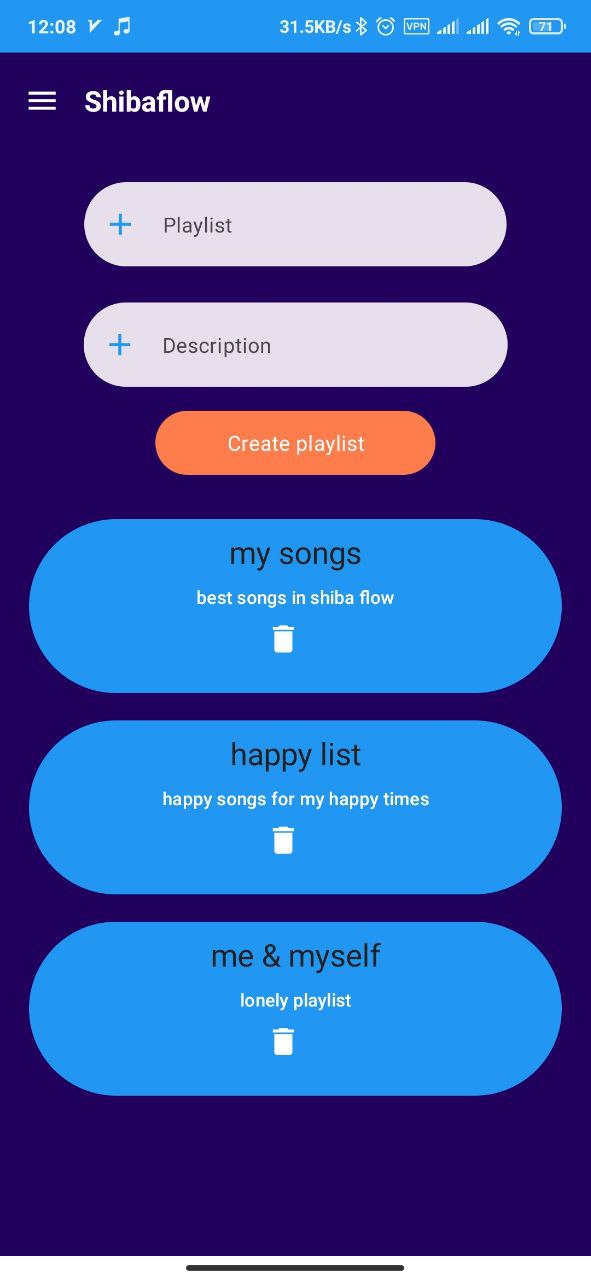 12:08 31.5KB/s VPN 71
Shibaflow
Playlist
Description
Create playlist
my songs
best songs in shiba flow
happy list
happy songs for my happy times
me & myself
lonely playlist